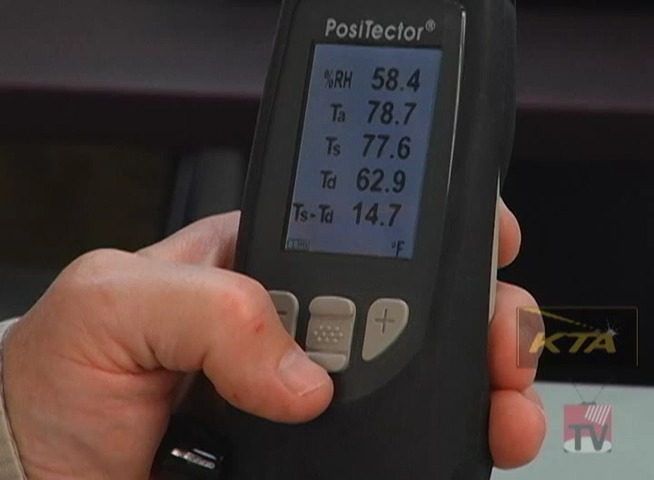 PosiTector®
%RH 58.4
Ta 78.7
Ts 77.6
Td 62.9
Ts-Td 14.7
°F
− +
KTA
TV